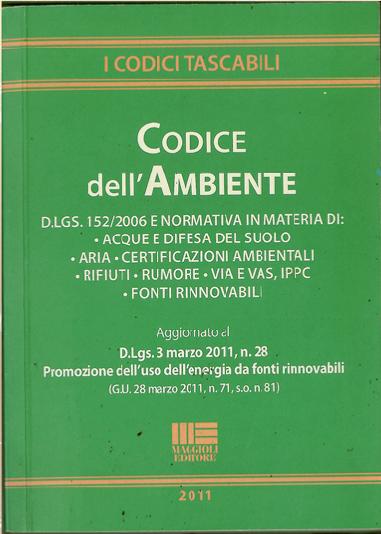 I CODICI TASCABILI
CODICE
dell'AMBIENTE
D.LGS. 152/2006 E NORMATIVA IN MATERIA DI:
• ACQUE E DIFESA DEL SUOLO
• ARIA • CERTIFICAZIONI AMBIENTALI
• RIFIUTI • RUMORE • VIA E VAS, IPPC
• FONTI RINNOVABILI
Aggiornato al
D.Lgs. 3 marzo 2011, n. 28
Promozione dell'uso dell'energia da fonti rinnovabili
(G.U. 28 marzo 2011, n. 71, s.o. n. 81)
MAGGIOLI
EDITORE
2011